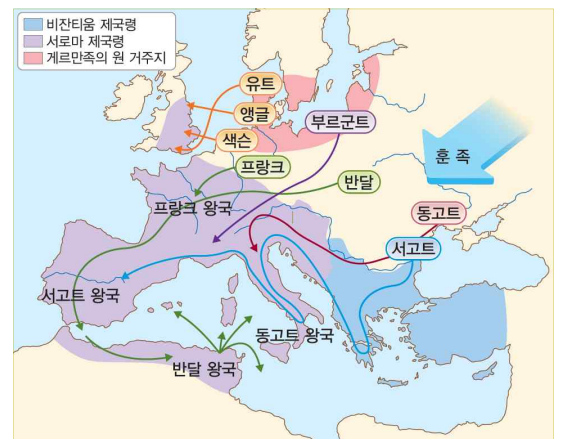 비잔티움 제국령
서로마 제국령
게르만족의 원 거주지
유트
앵글
부르군트
색슨
훈 족
프랑크
반달
프랑크 왕국
동고트
서고트
서고트 왕국
동고트 왕국
반달 왕국